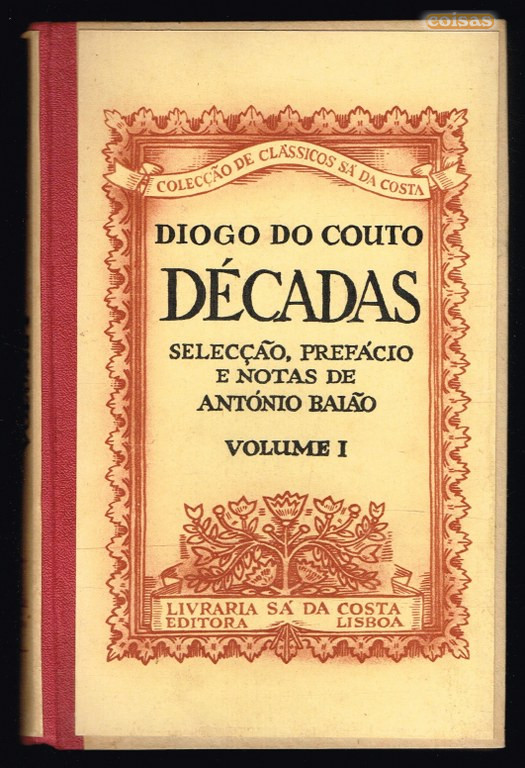 coisas
COLECÇÃO DE CLÁSSICOS SÁ DA COSTA
DIOGO DO COUTO
DÉCADAS
SELECÇÃO, PREFÁCIO
E NOTAS DE
ANTÓNIO BAIÃO
VOLUME I
LIVRARIA SÁ DA COSTA
EDITORA LISBOA